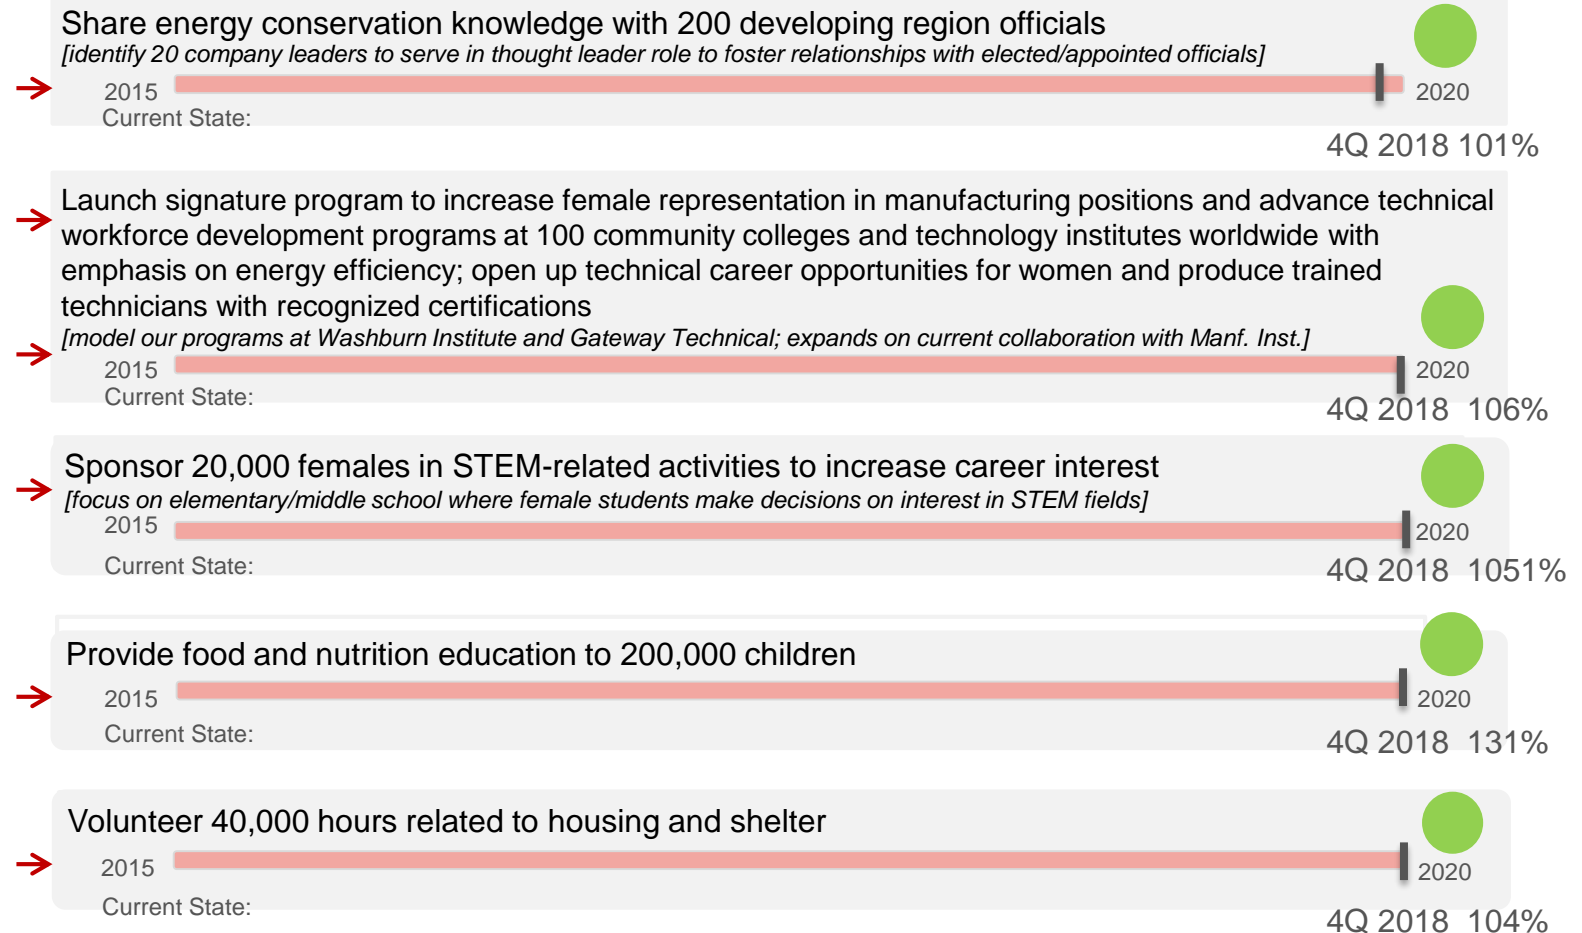 Share energy conservation knowledge with 200 developing region officials
[identify 20 company leaders to serve in thought leader role to foster relationships with elected/appointed officials]
2015
2020
Current State:
4Q 2018 101%
Launch signature program to increase female representation in manufacturing positions and advance technical
workforce development programs at 100 community colleges and technology institutes worldwide with
emphasis on energy efficiency; open up technical career opportunities for women and produce trained
technicians with recognized certifications
[model our programs at Washburn Institute and Gateway Technical; expands on current collaboration with Manf. Inst.]
2015
2020
Current State:
4Q 2018 106%
Sponsor 20,000 females in STEM-related activities to increase career interest
[focus on elementary/middle school where female students make decisions on interest in STEM fields]
2015
2020
Current State:
4Q 2018 1051%
Provide food and nutrition education to 200,000 children
2015
2020
Current State:
4Q 2018 131%
Volunteer 40,000 hours related to housing and shelter
2015
2020
Current State:
4Q 2018 104%